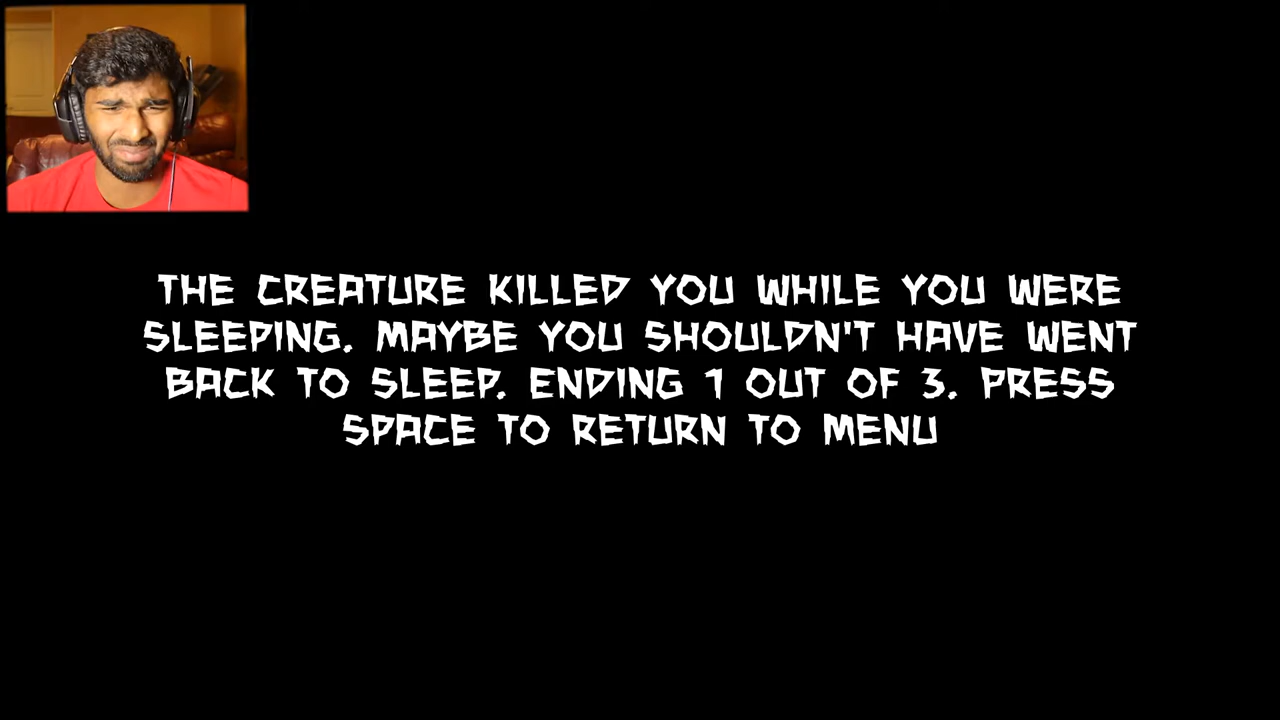 THE CREATURE KILLED YOU WHILE YOU WERE
SLEEPING. MAYBE YOU SHOULDN'T HAVE WENT
BACK TO SLEEP. ENDING 1 OUT OF 3. PRESS
SPACE TO RETURN TO MENU